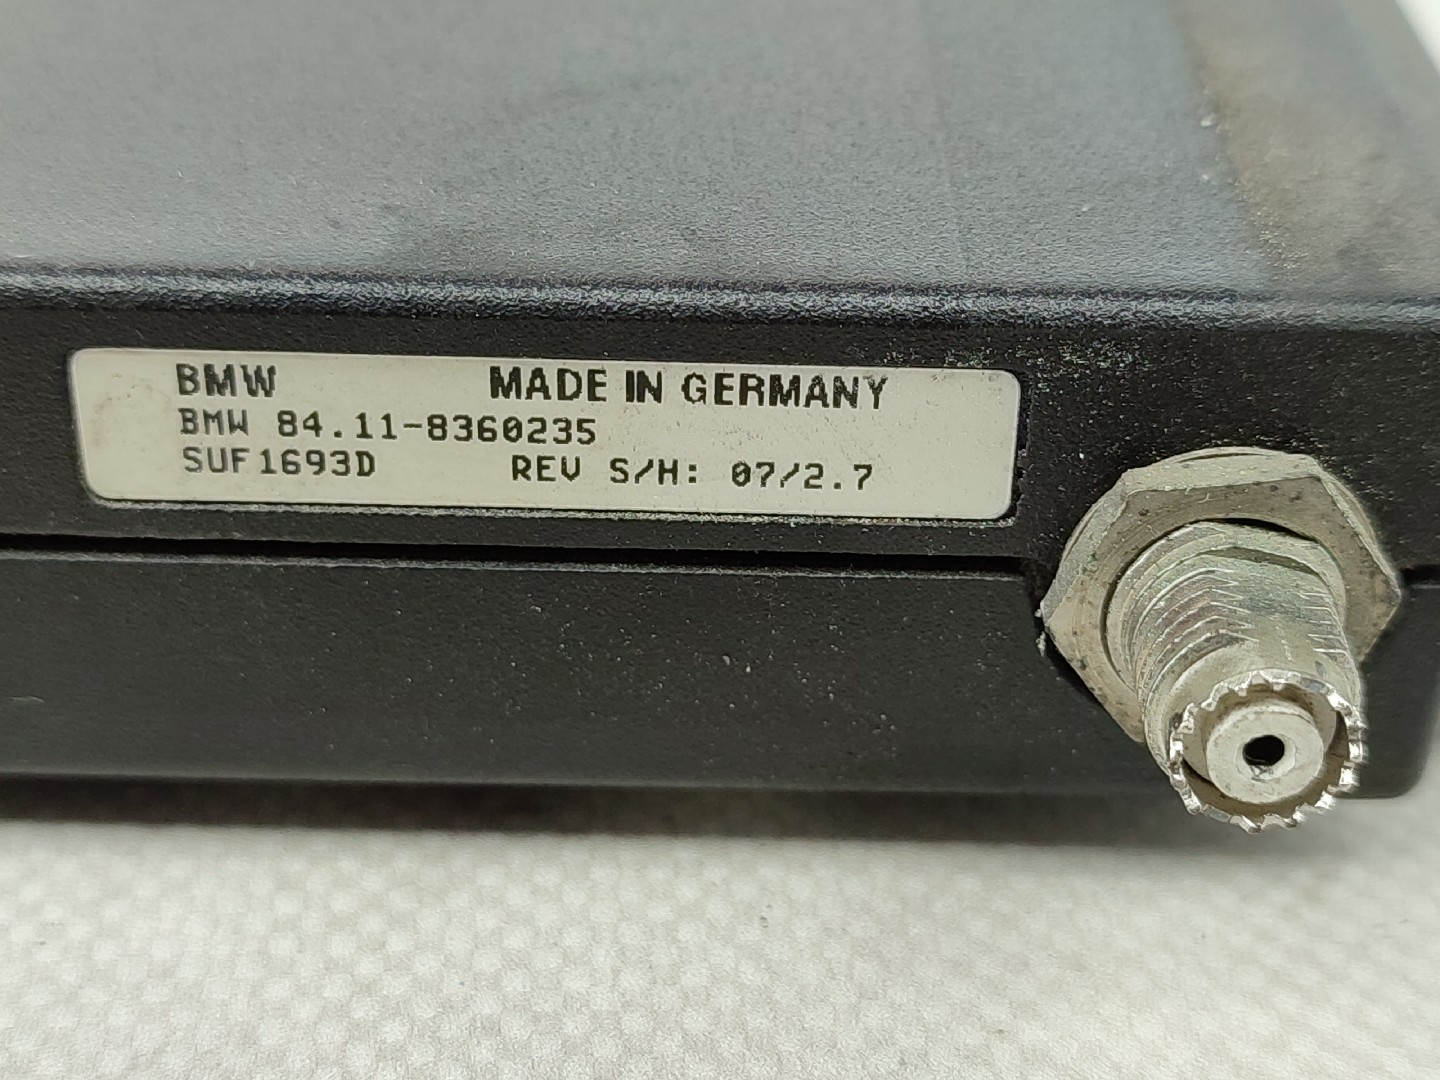 BMW MADE IN GERMANY
BMW 84.11-8360235
SUF1693D REV S/H: 07/2.7